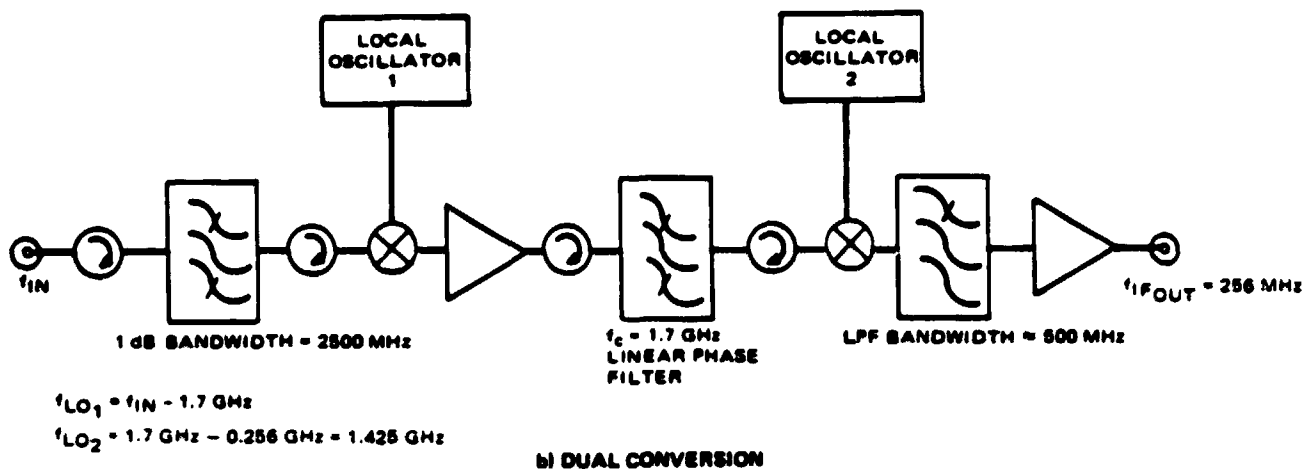 LOCAL
OSCILLATOR
1
LOCAL
OSCILLATOR
2
fIN
1 dB BANDWIDTH = 2500 MHz
fc = 1.7 GHz
LINEAR PHASE
FILTER
LPF BANDWIDTH ≈ 500 MHz
fIFOUT = 256 MHz
fLO1 = fIN - 1.7 GHz
fLO2 = 1.7 GHz - 0.256 GHz = 1.425 GHz
b) DUAL CONVERSION